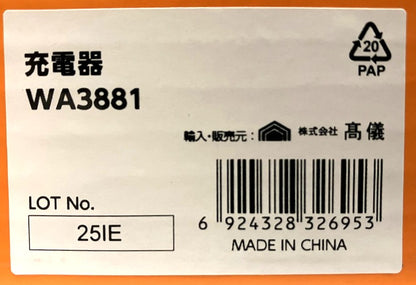 充電器
WA3881
20
PAP
輸入・販売元： 株式会社 髙儀
LOT No.
25IE
6 924328 326953
MADE IN CHINA